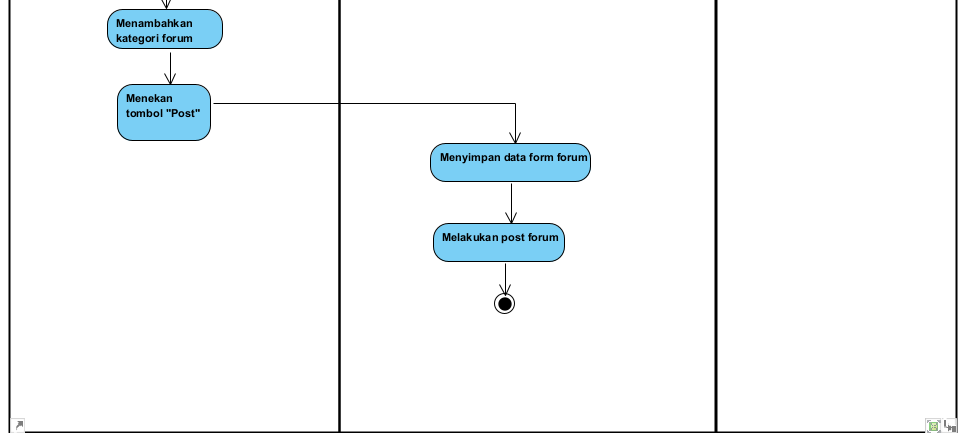 Menambahkan
kategori forum
Menekan
tombol "Post"
Menyimpan data form forum
Melakukan post forum